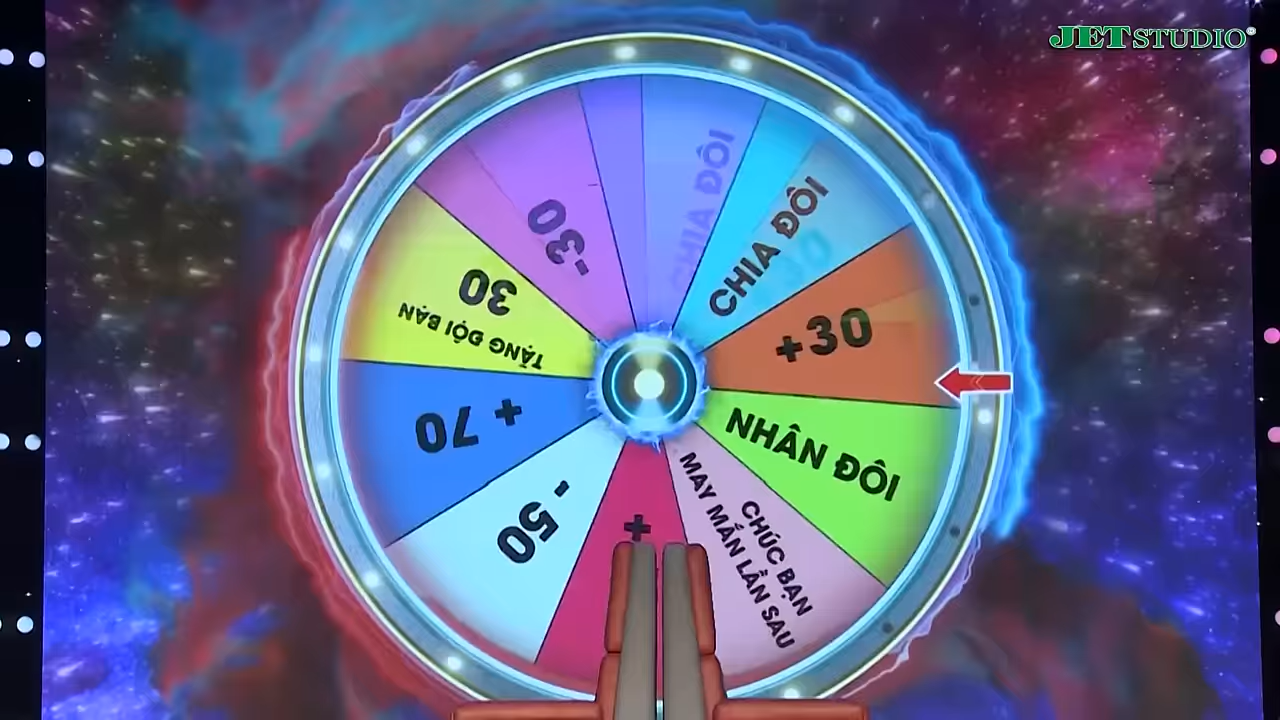 JETSTUDIO
CHIA ĐÔI
CHIA ĐÔI
+30
NHÂN ĐÔI
CHÚC BẠN
MAY MẮN LẦN SAU
+
- 50
+ 70
TẶNG ĐỘI BẠN
30
-30